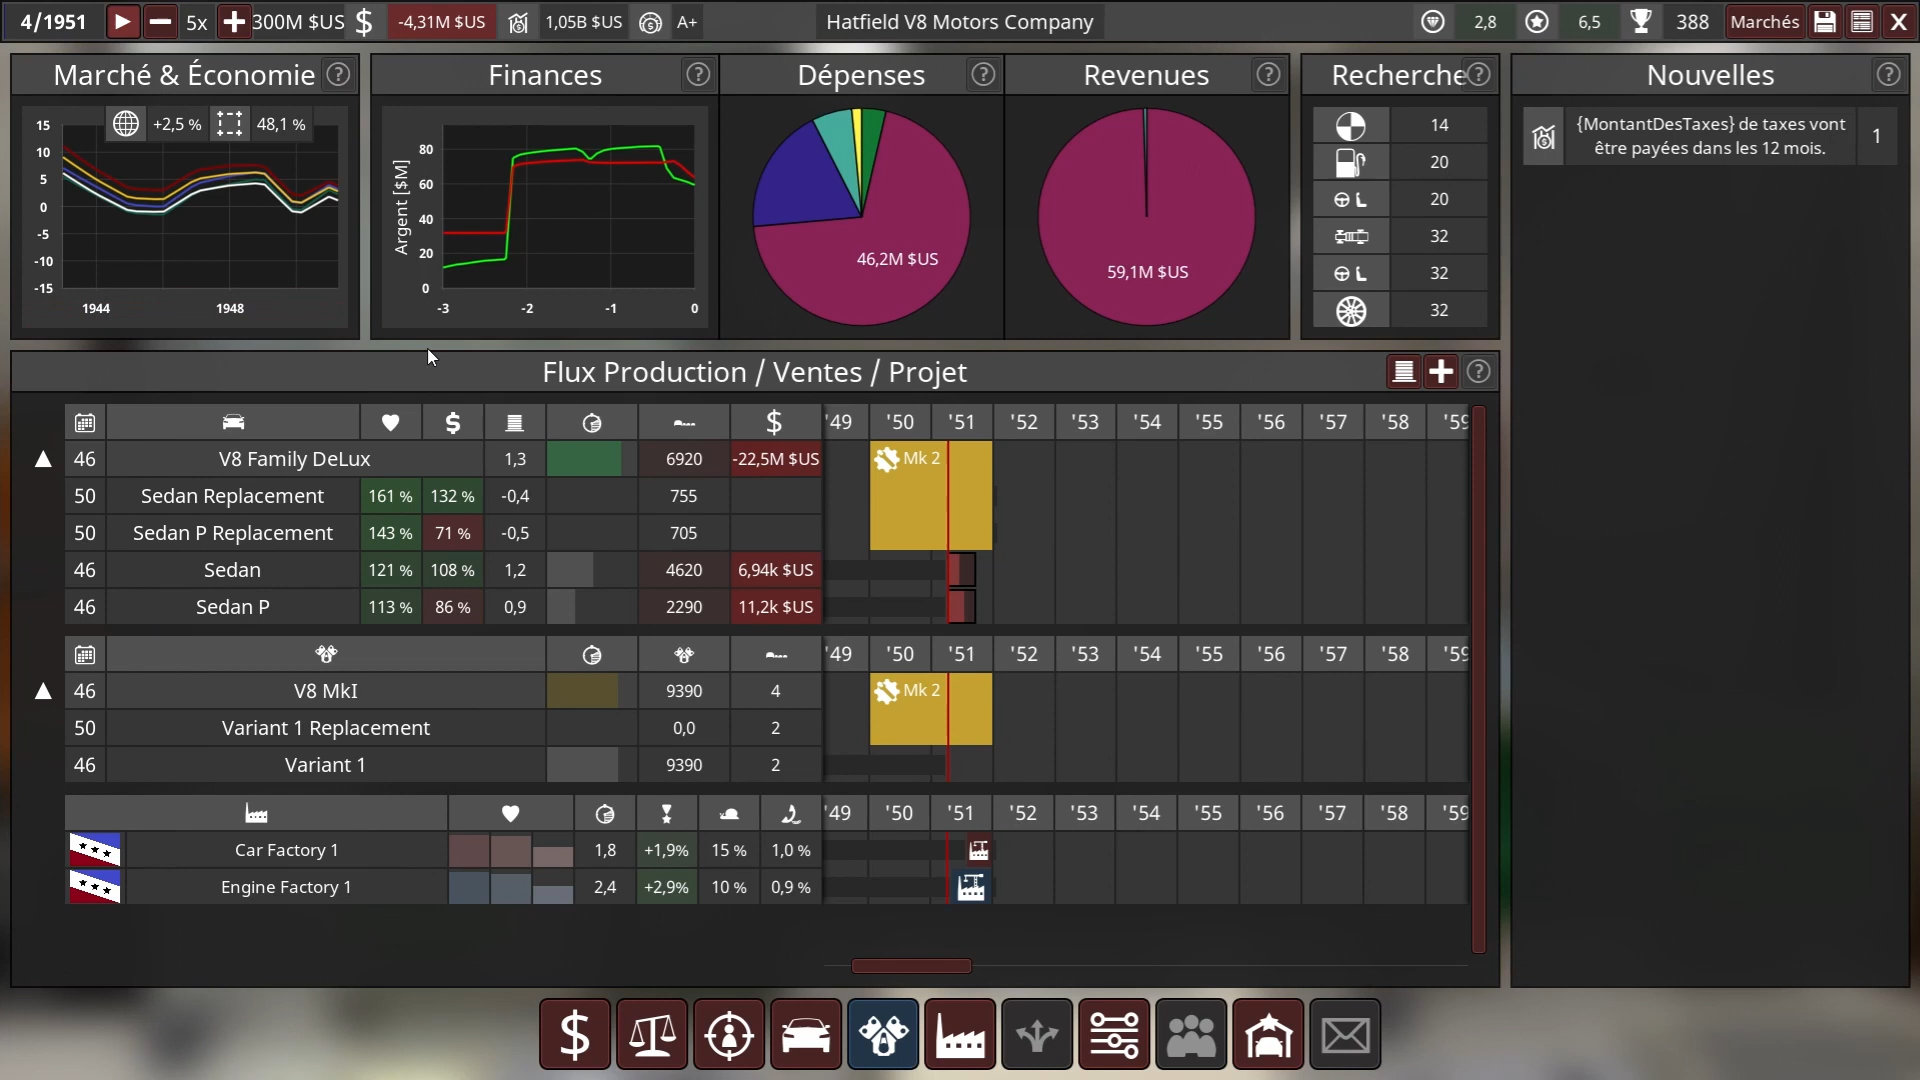 4/1951
5x
300M $US
-4,31M $US
1,05B $US
A+
Hatfield V8 Motors Company
2,8
6,5
388
Marchés
X
Marché & Économie
?
+2,5 %
48,1 %
15
10
5
0
-5
-10
-15
1944
1948
Finances
?
Argent [$M]
80
60
40
20
0
-3
-2
-1
0
Dépenses
?
46,2M $US
Revenues
?
59,1M $US
Recherche
?
14
20
20
32
32
32
Nouvelles
?
{MontantDesTaxes} de taxes vont
être payées dans les 12 mois.
1
Flux Production / Ventes / Projet
?
$
$
'49 '50 '51 '52 '53 '54 '55 '56 '57 '58 '59
46 V8 Family DeLux 1,3 6920 -22,5M $US Mk 2
50 Sedan Replacement 161 % 132 % -0,4 755
50 Sedan P Replacement 143 % 71 % -0,5 705
46 Sedan 121 % 108 % 1,2 4620 6,94k $US
46 Sedan P 113 % 86 % 0,9 2290 11,2k $US
'49 '50 '51 '52 '53 '54 '55 '56 '57 '58 '59
46 V8 MkI 9390 4 Mk 2
50 Variant 1 Replacement 0,0 2
46 Variant 1 9390 2
'49 '50 '51 '52 '53 '54 '55 '56 '57 '58 '59
Car Factory 1 1,8 +1,9% 15 % 1,0 %
Engine Factory 1 2,4 +2,9% 10 % 0,9 %
$